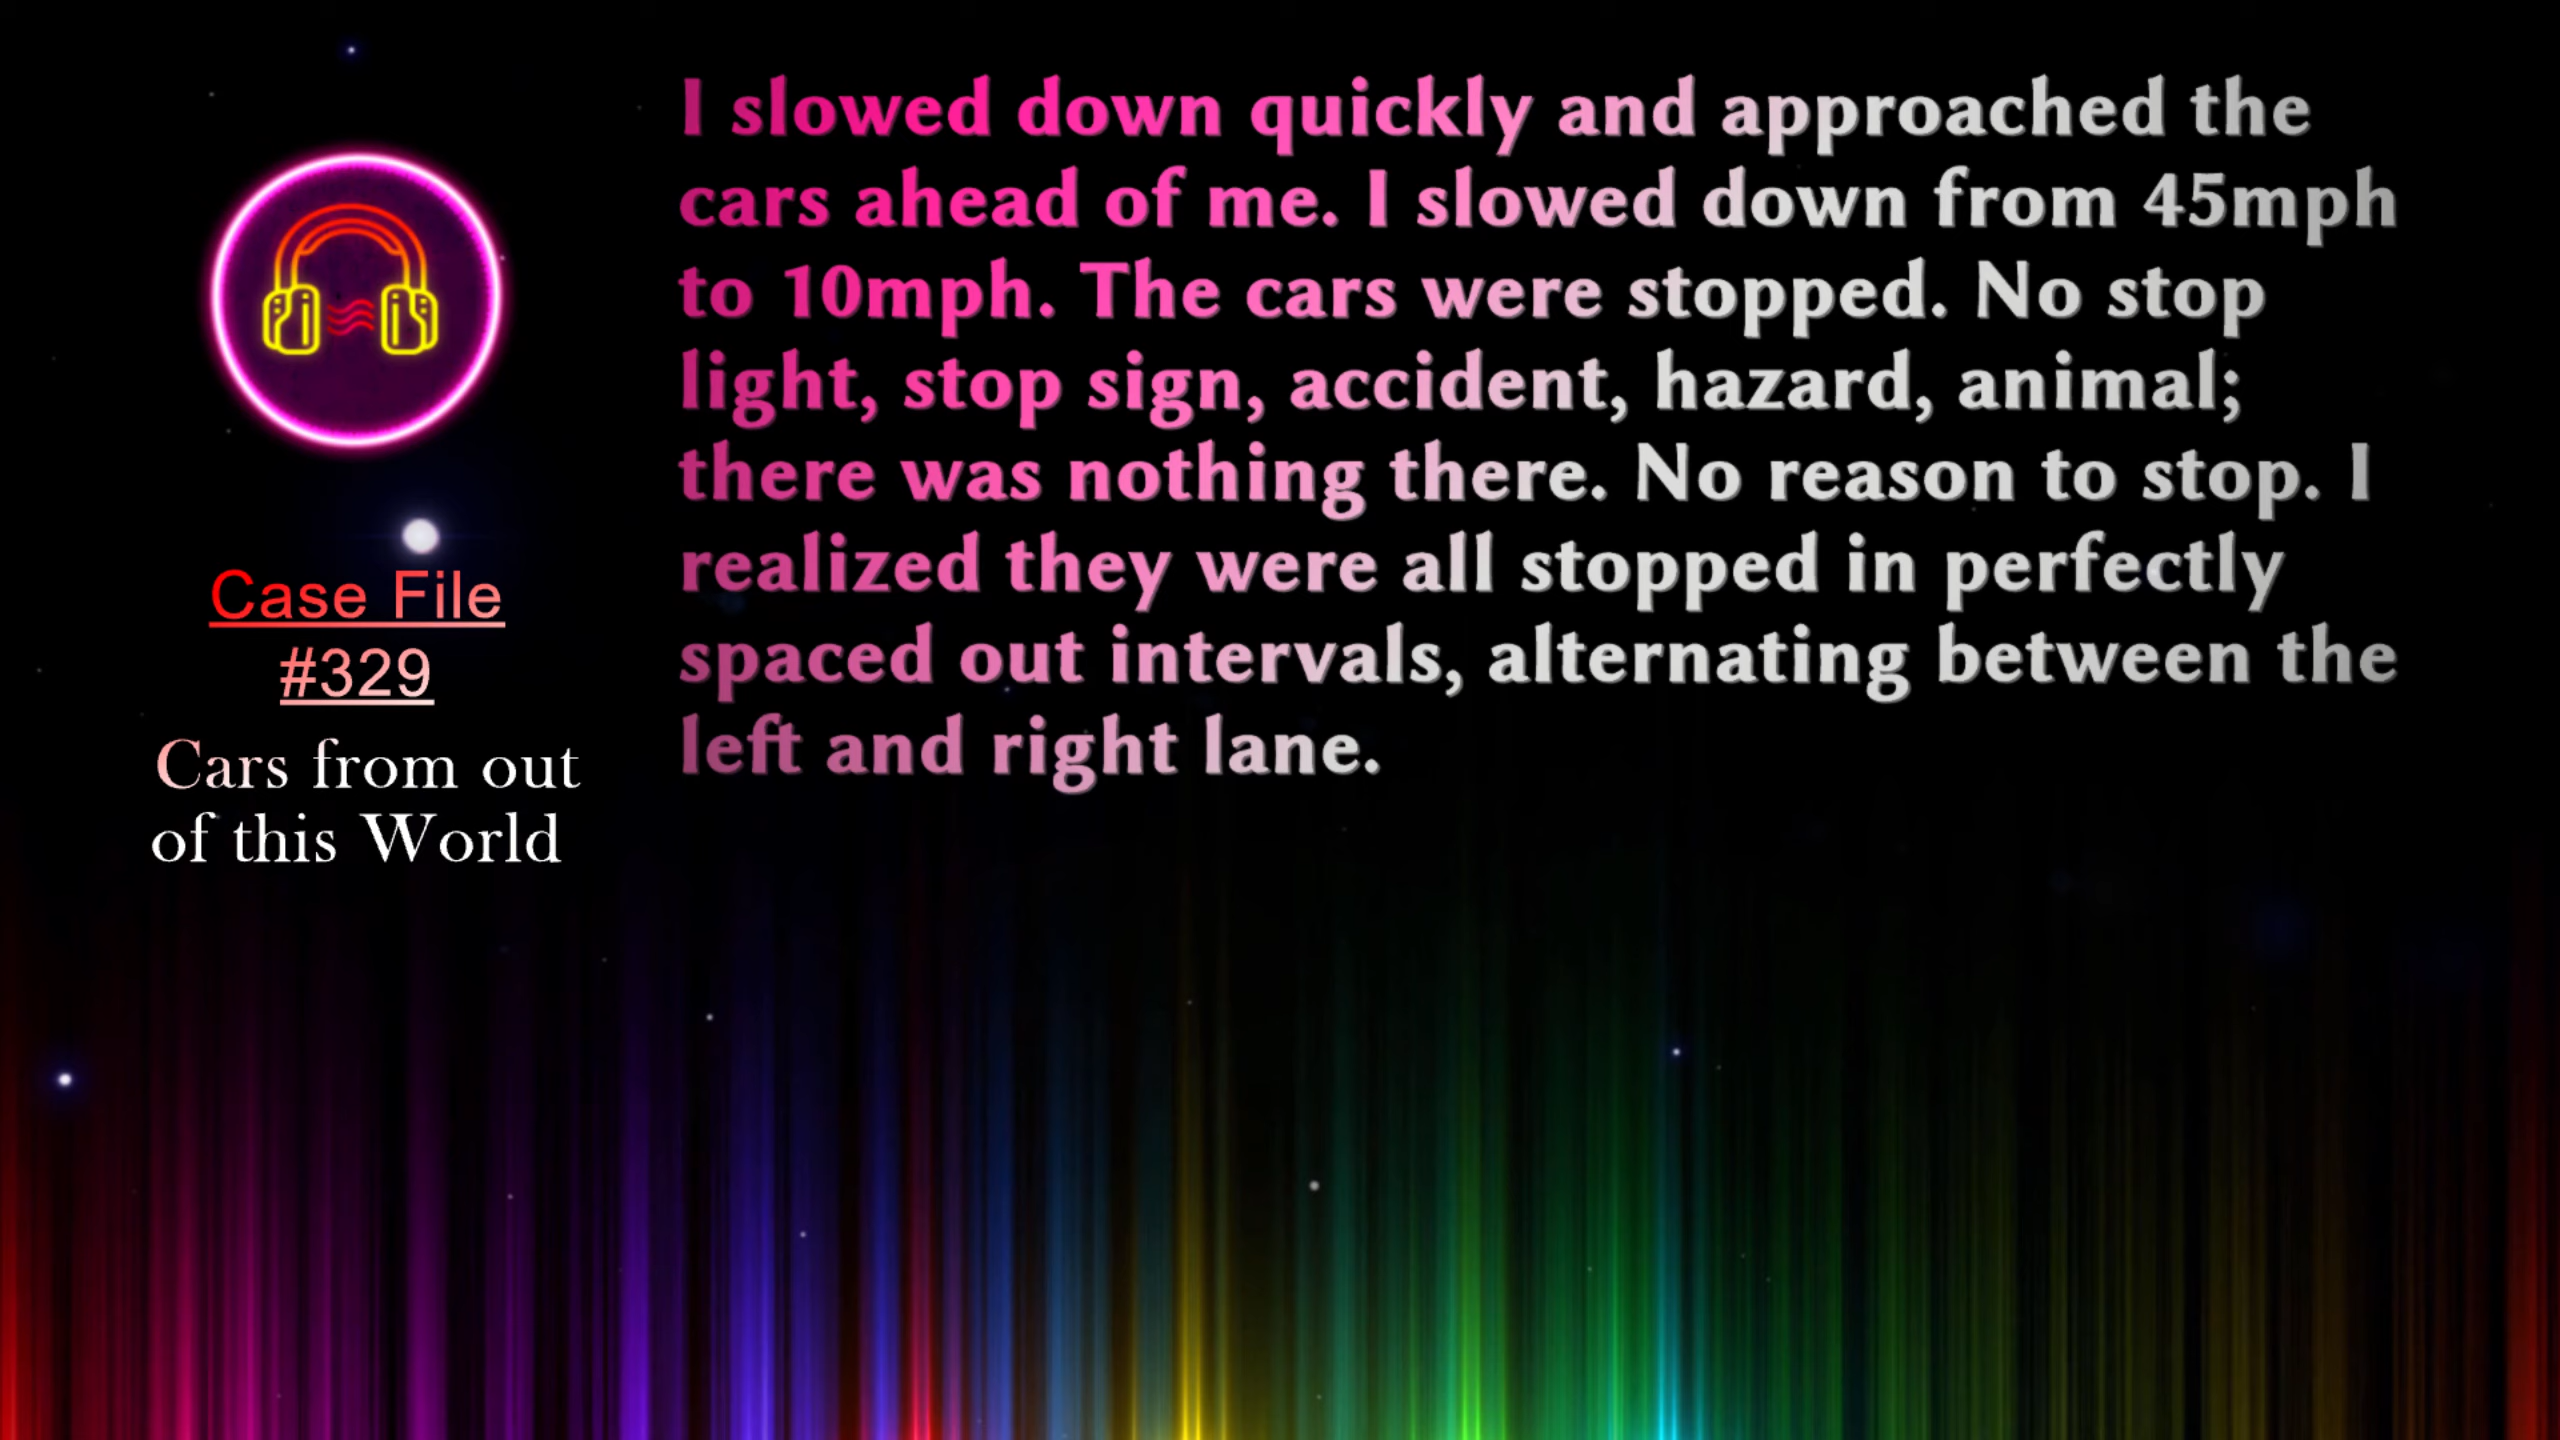 Case File
#329
Cars from out
of this World
I slowed down quickly and approached the
cars ahead of me. I slowed down from 45mph
to 10mph. The cars were stopped. No stop
light, stop sign, accident, hazard, animal;
there was nothing there. No reason to stop. I
realized they were all stopped in perfectly
spaced out intervals, alternating between the
left and right lane.